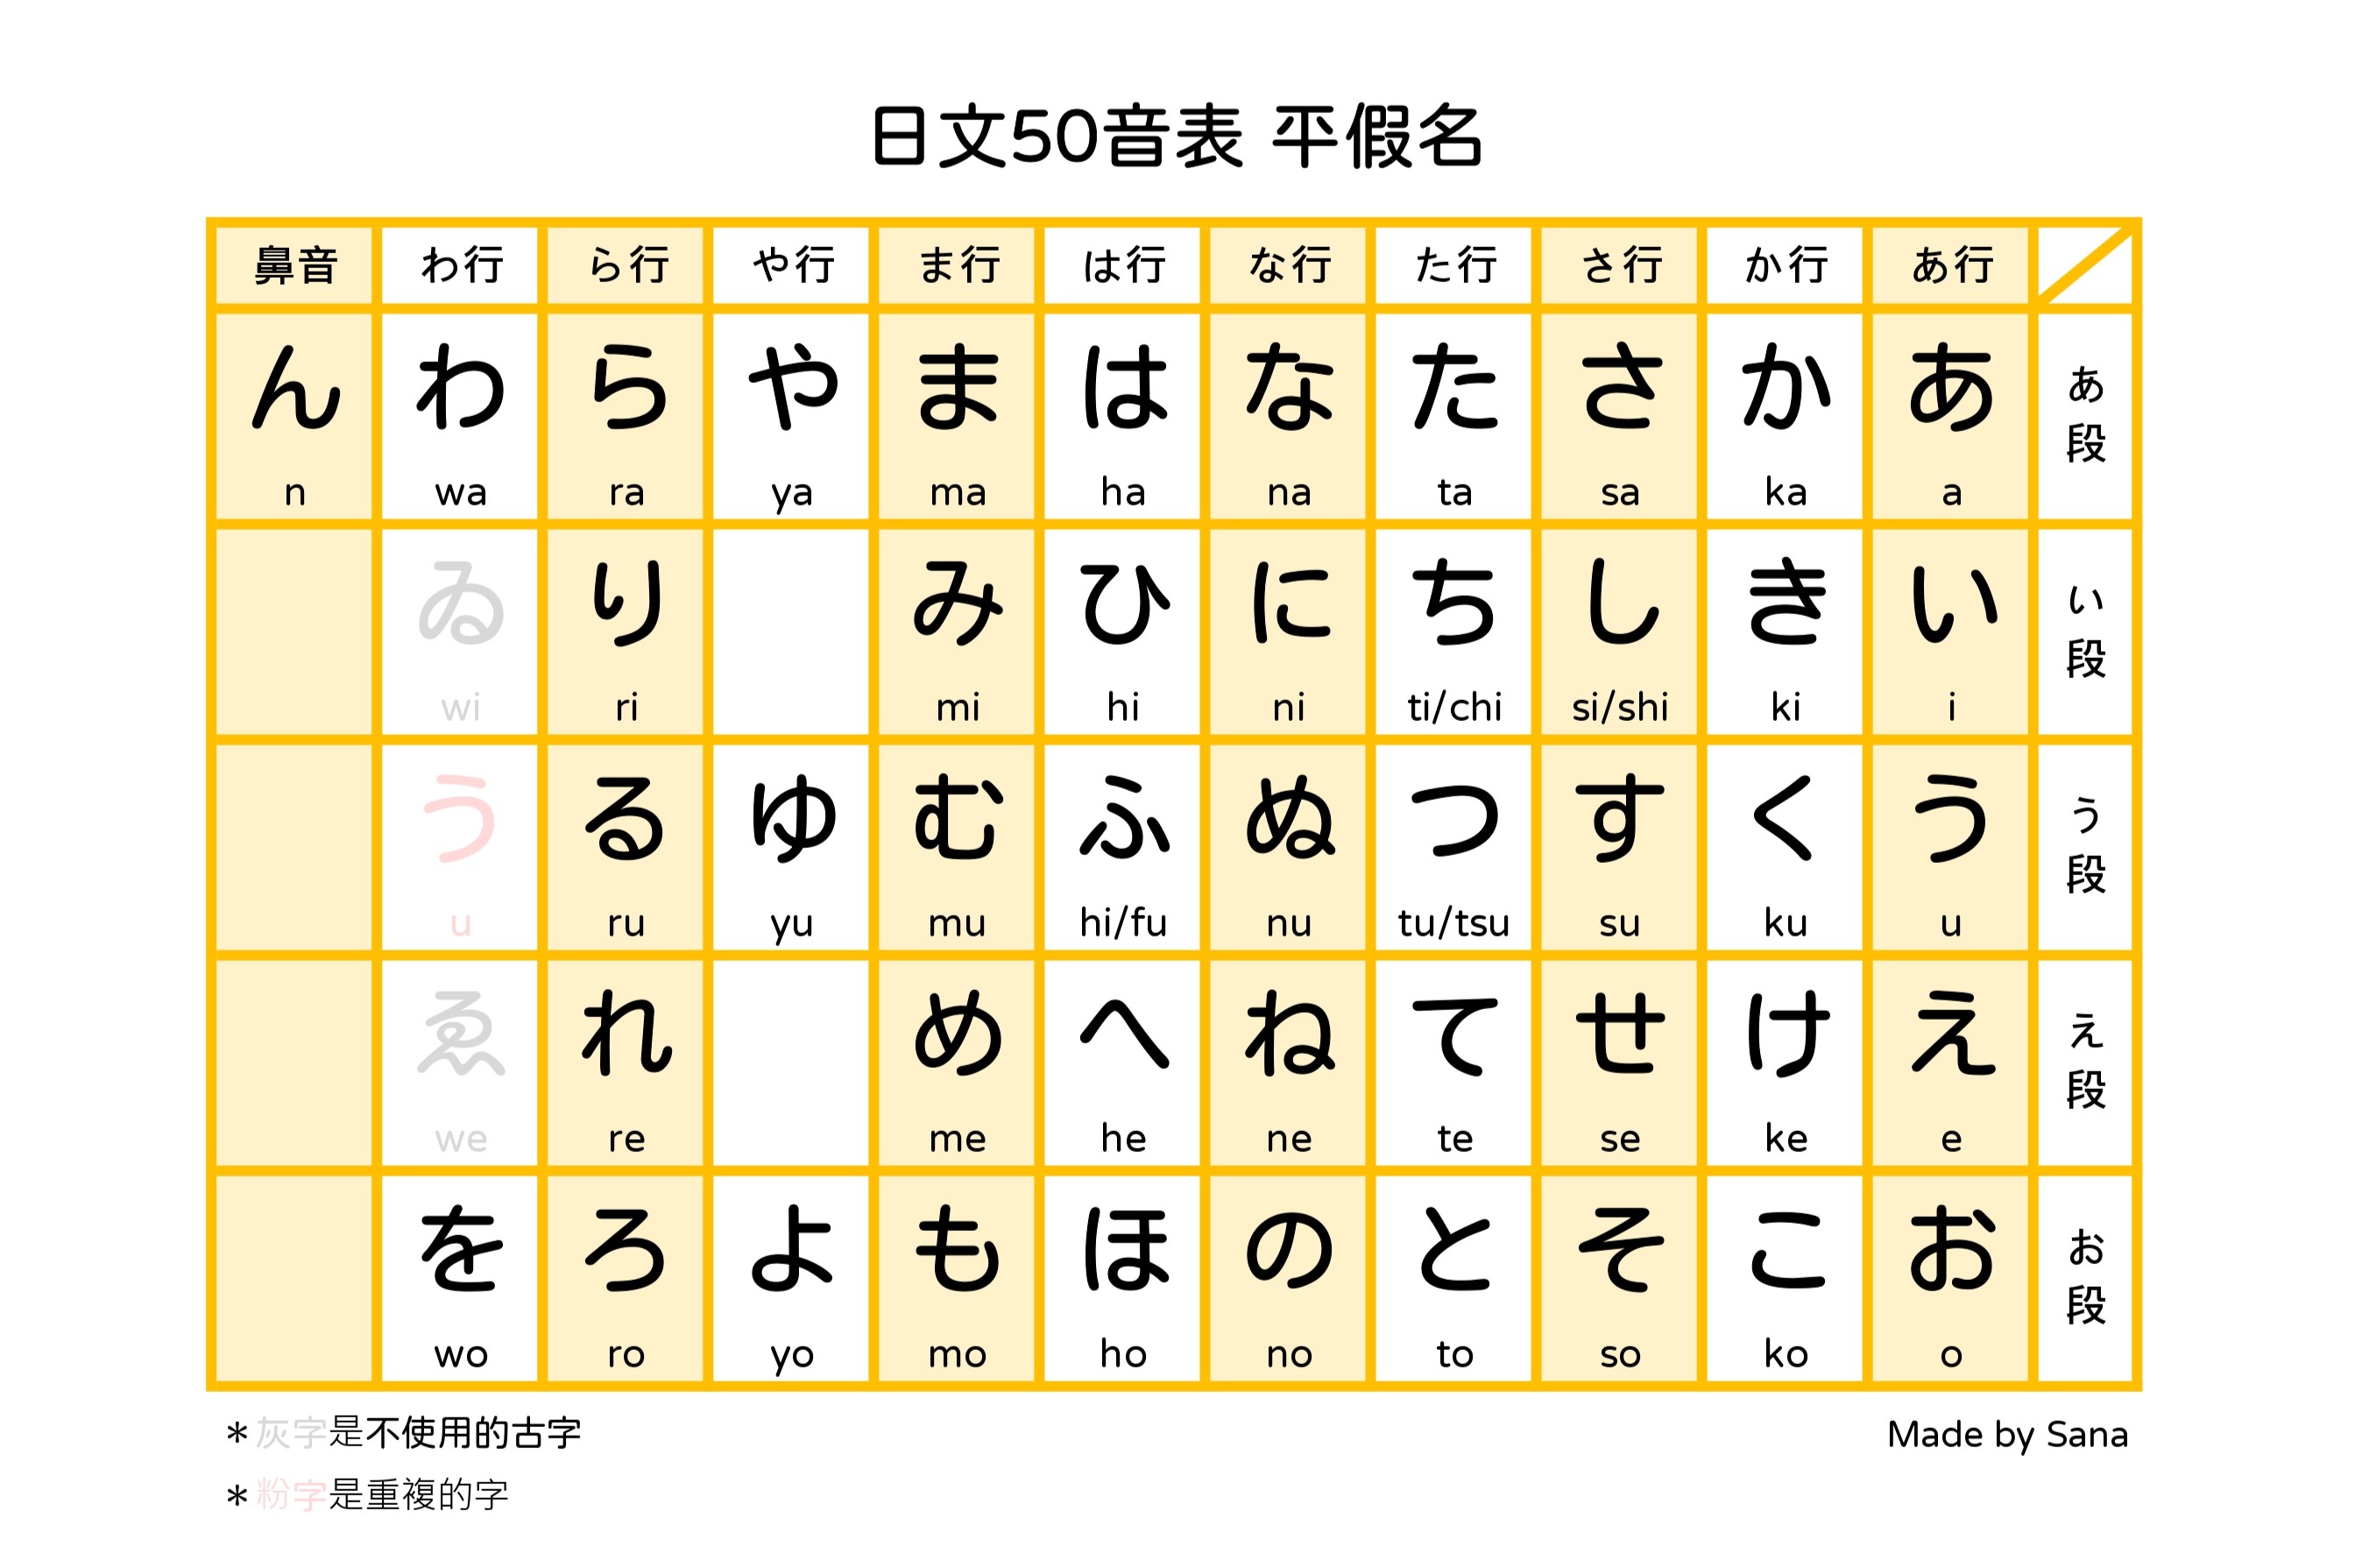 日文50音表 平假名
鼻音 わ行 ら行 や行 ま行 は行 な行 た行 さ行 か行 あ行
ん わ ら や ま は な た さ か あ あ段
n wa ra ya ma ha na ta sa ka a
ゐ り み ひ に ち し き い い段
wi ri mi hi ni ti/chi si/shi ki i
う る ゆ む ふ ぬ つ す く う う段
u ru yu mu hi/fu nu tu/tsu su ku u
ゑ れ め へ ね て せ け え え段
we re me he ne te se ke e
を ろ よ も ほ の と そ こ お お段
wo ro yo mo ho no to so ko o
*灰字是不復用的古字
*粉字是重複的字
Made by Sana